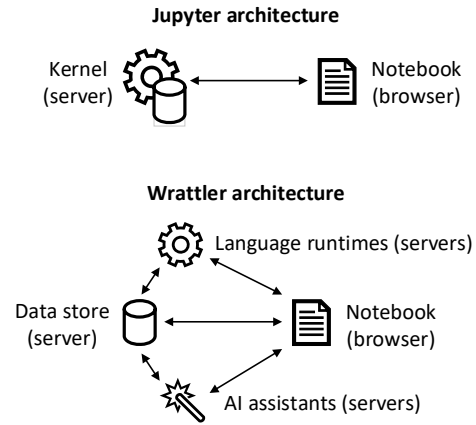 Jupyter architecture
Kernel
(server)
Notebook
(browser)
Wrattler architecture
Language runtimes (servers)
Data store
(server)
Notebook
(browser)
AI assistants (servers)